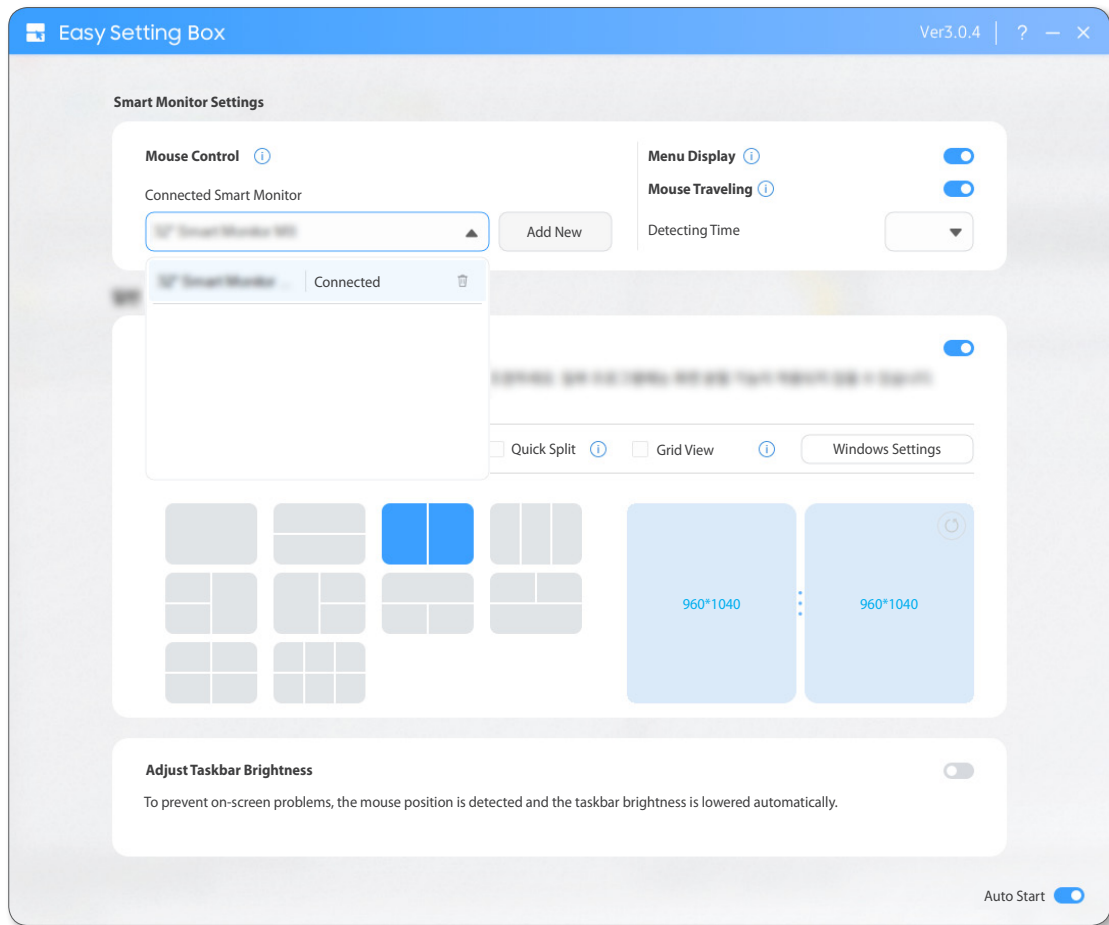 Easy Setting Box
Ver3.0.4
?
Smart Monitor Settings
Mouse Control
Connected Smart Monitor
Add New
Connected
Menu Display
Mouse Traveling
Detecting Time
Quick Split
Grid View
Windows Settings
960*1040
960*1040
Adjust Taskbar Brightness
To prevent on-screen problems, the mouse position is detected and the taskbar brightness is lowered automatically.
Auto Start